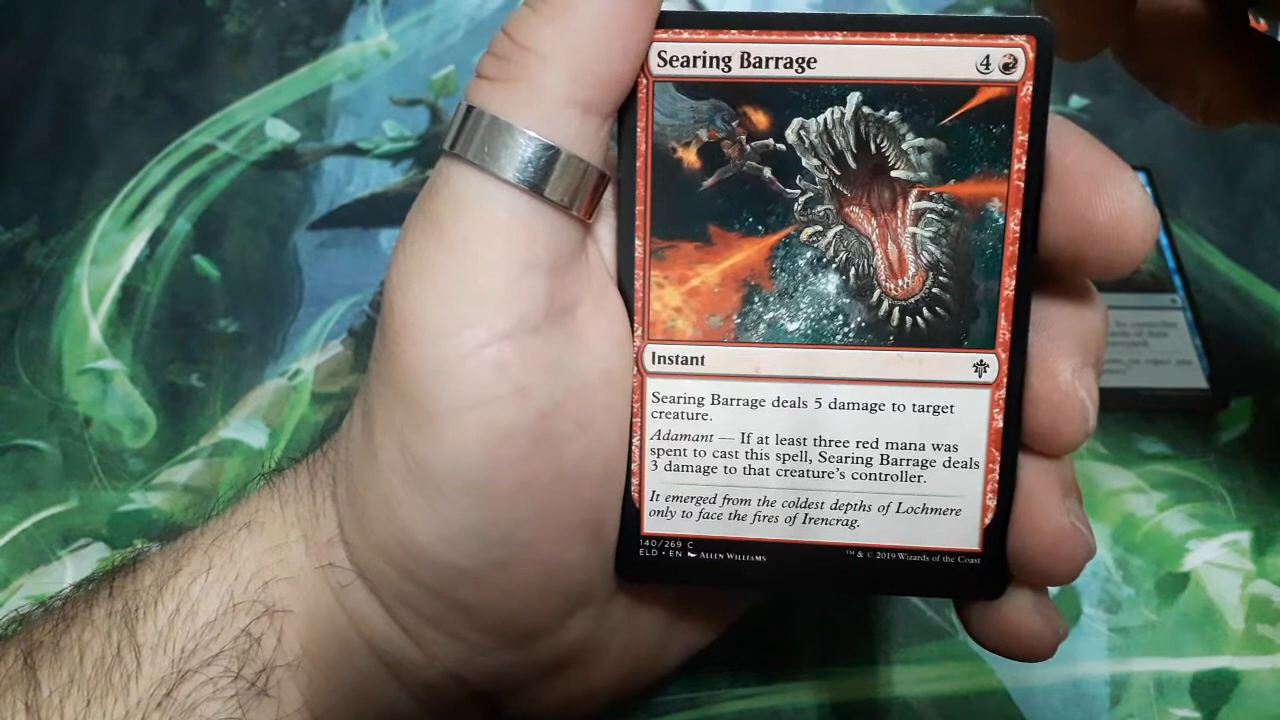 Searing Barrage 4
Instant
Searing Barrage deals 5 damage to target
creature.
Adamant — If at least three red mana was
spent to cast this spell, Searing Barrage deals
3 damage to that creature's controller.
It emerged from the coldest depths of Lochmere
only to face the fires of Irencrag.
140/269 C
ELD • EN Allen Williams
™ & © 2019 Wizards of the Coast